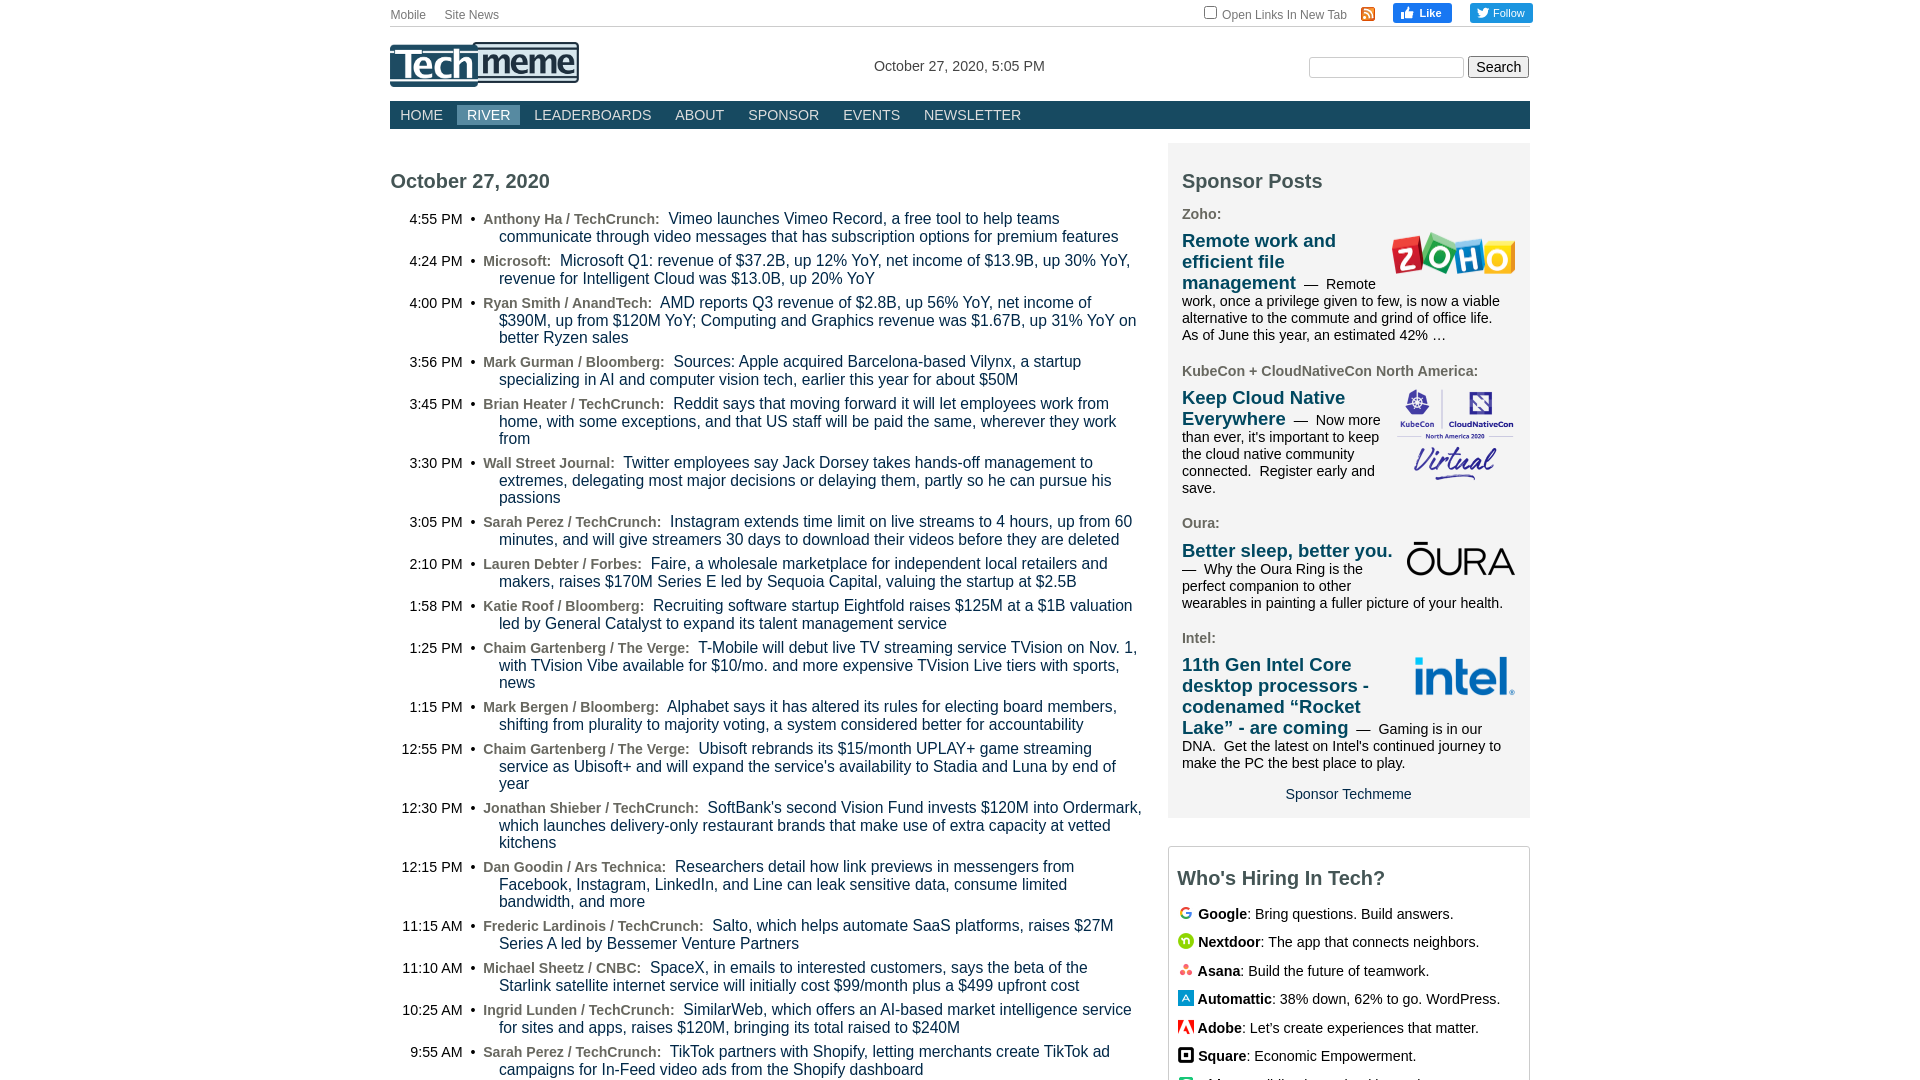 Mobile Site News Open Links In New Tab Like Follow
Techmeme October 27, 2020, 5:05 PM Search
HOME RIVER LEADERBOARDS ABOUT SPONSOR EVENTS NEWSLETTER
October 27, 2020
4:55 PM • Anthony Ha / TechCrunch: Vimeo launches Vimeo Record, a free tool to help teams
communicate through video messages that has subscription options for premium features
4:24 PM • Microsoft: Microsoft Q1: revenue of $37.2B, up 12% YoY, net income of $13.9B, up 30% YoY,
revenue for Intelligent Cloud was $13.0B, up 20% YoY
4:00 PM • Ryan Smith / AnandTech: AMD reports Q3 revenue of $2.8B, up 56% YoY, net income of
$390M, up from $120M YoY; Computing and Graphics revenue was $1.67B, up 31% YoY on
better Ryzen sales
3:56 PM • Mark Gurman / Bloomberg: Sources: Apple acquired Barcelona-based Vilynx, a startup
specializing in AI and computer vision tech, earlier this year for about $50M
3:45 PM • Brian Heater / TechCrunch: Reddit says that moving forward it will let employees work from
home, with some exceptions, and that US staff will be paid the same, wherever they work
from
3:30 PM • Wall Street Journal: Twitter employees say Jack Dorsey takes hands-off management to
extremes, delegating most major decisions or delaying them, partly so he can pursue his
passions
3:05 PM • Sarah Perez / TechCrunch: Instagram extends time limit on live streams to 4 hours, up from 60
minutes, and will give streamers 30 days to download their videos before they are deleted
2:10 PM • Lauren Debter / Forbes: Faire, a wholesale marketplace for independent local retailers and
makers, raises $170M Series E led by Sequoia Capital, valuing the startup at $2.5B
1:58 PM • Katie Roof / Bloomberg: Recruiting software startup Eightfold raises $125M at a $1B valuation
led by General Catalyst to expand its talent management service
1:25 PM • Chaim Gartenberg / The Verge: T-Mobile will debut live TV streaming service TVision on Nov. 1,
with TVision Vibe available for $10/mo. and more expensive TVision Live tiers with sports,
news
1:15 PM • Mark Bergen / Bloomberg: Alphabet says it has altered its rules for electing board members,
shifting from plurality to majority voting, a system considered better for accountability
12:55 PM • Chaim Gartenberg / The Verge: Ubisoft rebrands its $15/month UPLAY+ game streaming
service as Ubisoft+ and will expand the service's availability to Stadia and Luna by end of
year
12:30 PM • Jonathan Shieber / TechCrunch: SoftBank's second Vision Fund invests $120M into Ordermark,
which launches delivery-only restaurant brands that make use of extra capacity at vetted
kitchens
12:15 PM • Dan Goodin / Ars Technica: Researchers detail how link previews in messengers from
Facebook, Instagram, LinkedIn, and Line can leak sensitive data, consume limited
bandwidth, and more
11:15 AM • Frederic Lardinois / TechCrunch: Salto, which helps automate SaaS platforms, raises $27M
Series A led by Bessemer Venture Partners
11:10 AM • Michael Sheetz / CNBC: SpaceX, in emails to interested customers, says the beta of the
Starlink satellite internet service will initially cost $99/month plus a $499 upfront cost
10:25 AM • Ingrid Lunden / TechCrunch: SimilarWeb, which offers an AI-based market intelligence service
for sites and apps, raises $120M, bringing its total raised to $240M
9:55 AM • Sarah Perez / TechCrunch: TikTok partners with Shopify, letting merchants create TikTok ad
campaigns for In-Feed video ads from the Shopify dashboard
Sponsor Posts
Zoho:
Remote work and
efficient file
management — Remote
work, once a privilege given to few, is now a viable
alternative to the commute and grind of office life.
As of June this year, an estimated 42% …
ZOHO
KubeCon + CloudNativeCon North America:
Keep Cloud Native
Everywhere — Now more
than ever, it's important to keep
the cloud native community
connected. Register early and
save.
KubeCon CloudNativeCon
North America 2020
Virtual
Oura:
Better sleep, better you.
— Why the Oura Ring is the
perfect companion to other
wearables in painting a fuller picture of your health.
ŌURA
Intel:
11th Gen Intel Core
desktop processors -
codenamed “Rocket
Lake” - are coming — Gaming is in our
DNA. Get the latest on Intel's continued journey to
make the PC the best place to play.
intel®
Sponsor Techmeme
Who's Hiring In Tech?
Google: Bring questions. Build answers.
Nextdoor: The app that connects neighbors.
Asana: Build the future of teamwork.
Automattic: 38% down, 62% to go. WordPress.
Adobe: Let’s create experiences that matter.
Square: Economic Empowerment.